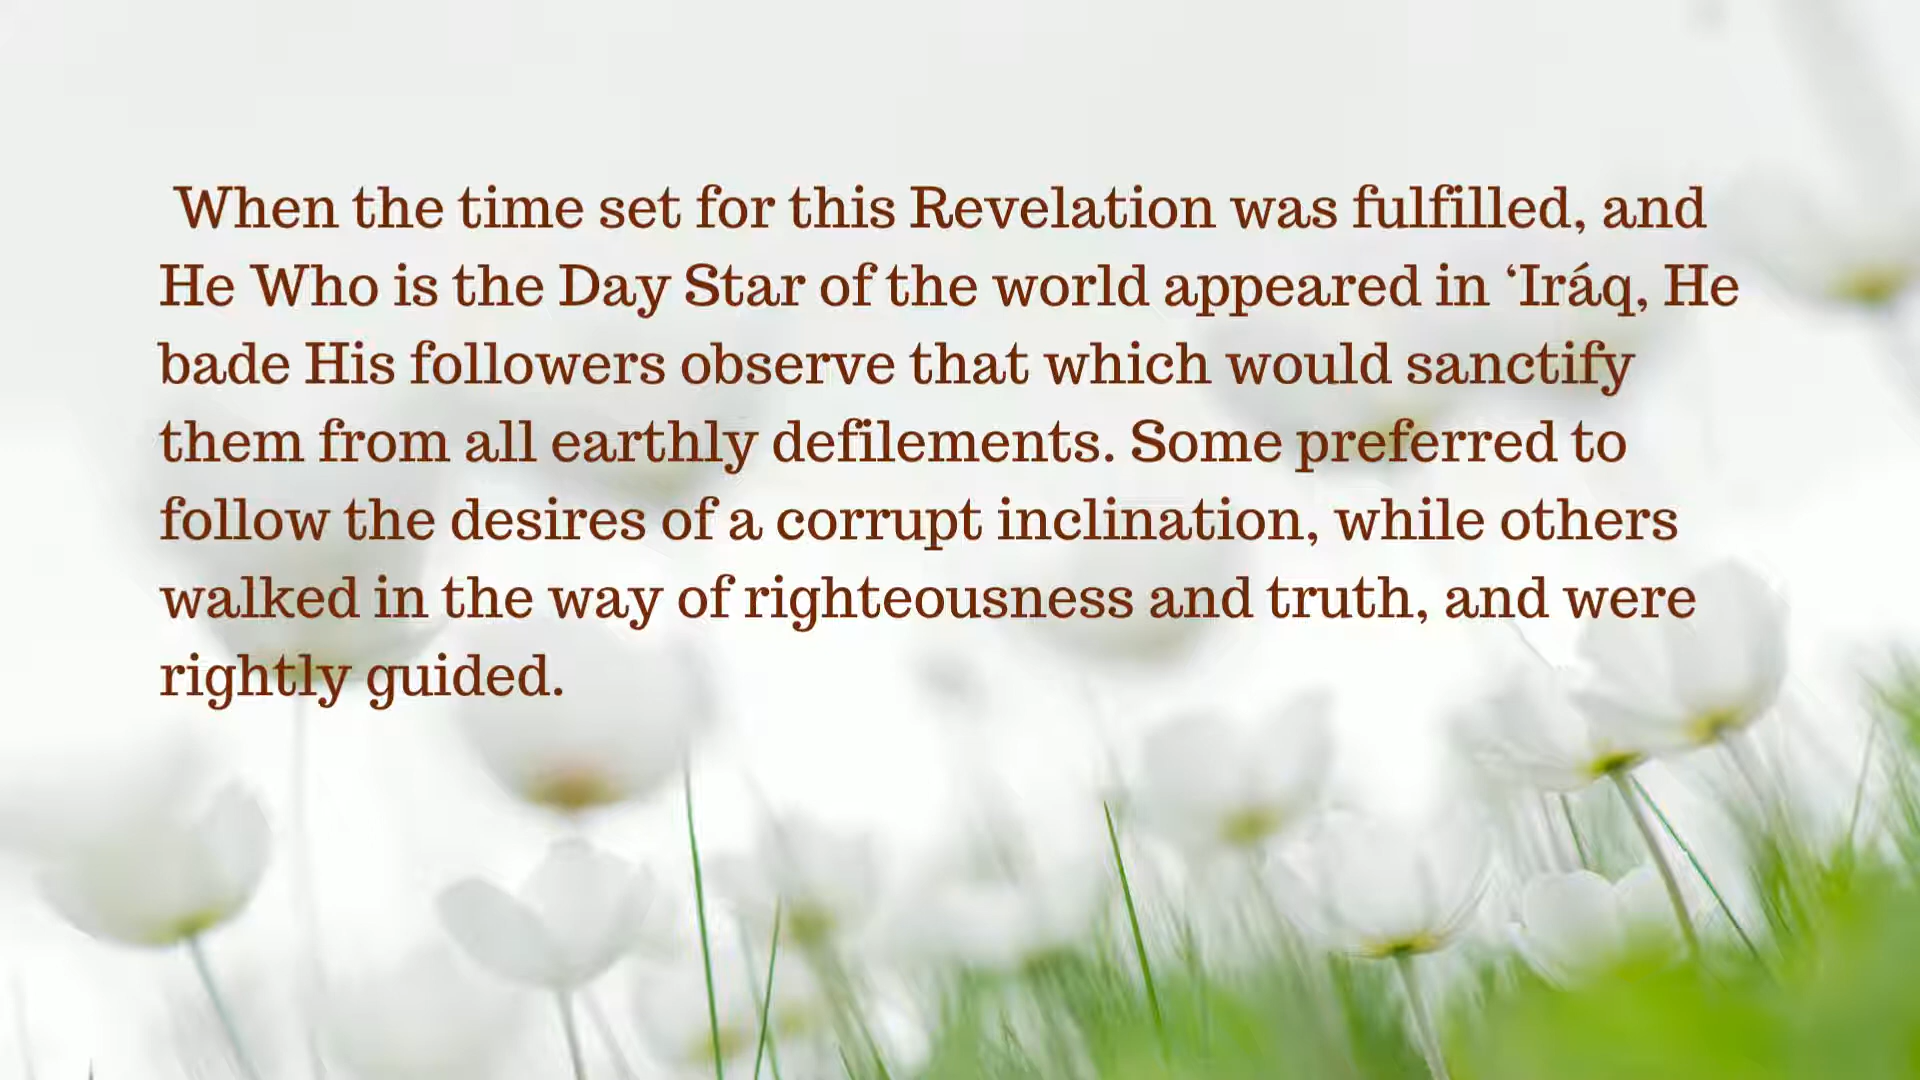 When the time set for this Revelation was fulfilled, and
He Who is the Day Star of the world appeared in ‘Iráq, He
bade His followers observe that which would sanctify
them from all earthly defilements. Some preferred to
follow the desires of a corrupt inclination, while others
walked in the way of righteousness and truth, and were
rightly guided.